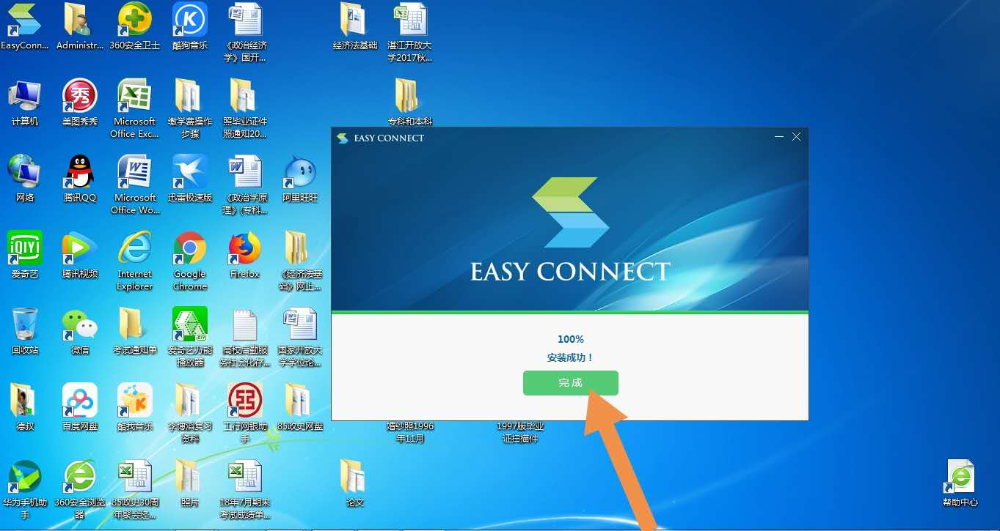 EasyConn...
Administr...
360安全卫士
酷狗音乐
《政治经济
学》国开...
经济法基础
湛江开放大
学2017秋...
计算机
美图秀秀
Microsoft
Office Exc...
缴学费操作
步骤
照毕业证件
照通知20...
专科和本科
网络
腾讯QQ
Microsoft
Office Wo...
迅雷极速版
《政治学原
理》(专科...
阿里旺旺
iQIYI
爱奇艺
腾讯视频
Internet
Explorer
Google
Chrome
Firefox
《经济法基
础》网上...
回收站
微信
考试通知单
爱奇艺万能
播放器
高校后勤服
务社会化存...
国家开放大
学学位论...
德叔
百度网盘
酷我音乐
李博滔复习
资料
工行网银助
手
85政史网盘
婚纱照1996
年11月
1997版毕业
证扫描件
华为手机助
手
360安全浏览
器
85政史30周
年聚会经...
照片
18年7月期末
考试成绩单...
论文
帮助中心
EASY CONNECT
EASY CONNECT
100%
安装成功！
完成